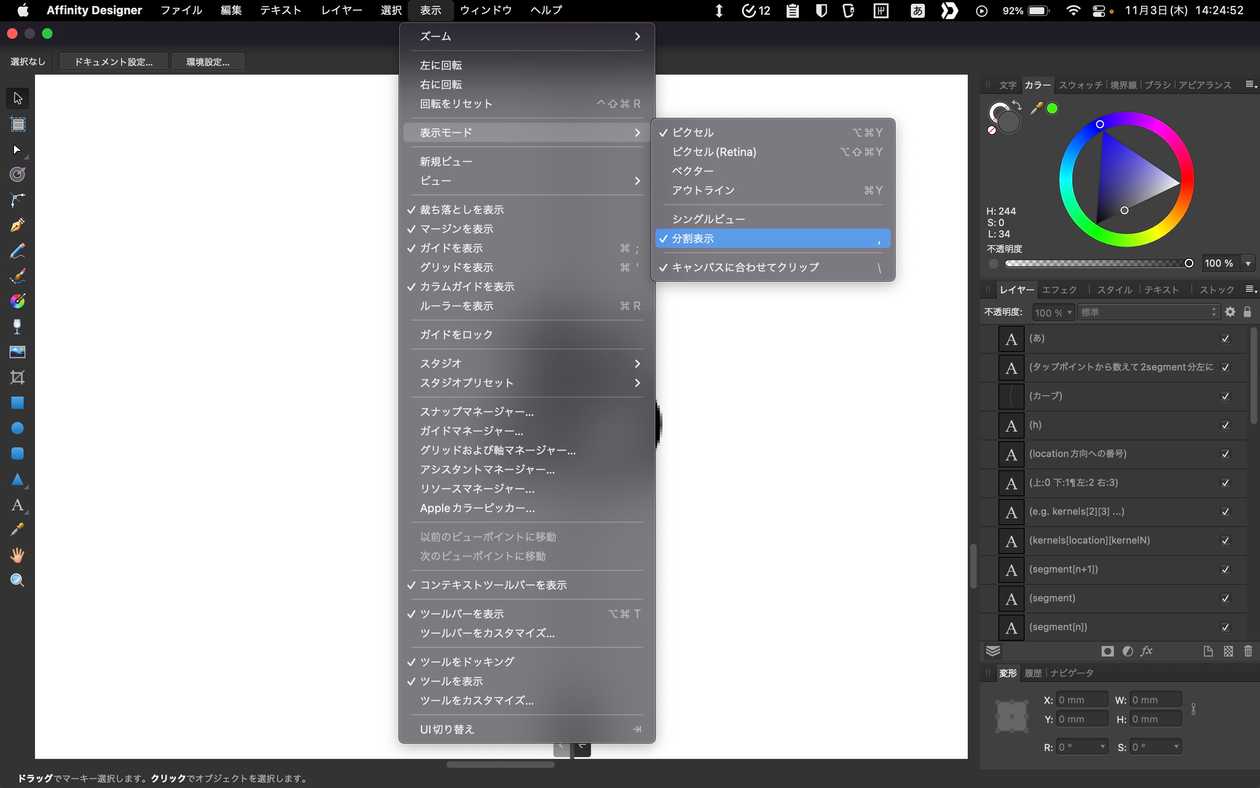 Affinity Designer ファイル 編集 テキスト レイヤー 選択 表示 ウィンドウ ヘルプ 12 あ 92% 11月3日(木) 14:24:52
選択なし ドキュメント設定... 環境設定...
ズーム
左に回転
右に回転
回転をリセット ^⇧⌘R
表示モード
新規ビュー
ビュー
✓ 裁ち落としを表示
✓ マージンを表示
✓ ガイドを表示 ⌘ ;
グリッドを表示 ⌘ '
✓ カラムガイドを表示
ルーラーを表示 ⌘ R
ガイドをロック
スタジオ
スタジオプリセット
スナップマネージャー...
ガイドマネージャー...
グリッドおよび軸マネージャー...
アシスタントマネージャー...
リソースマネージャー...
Apple カラーピッカー...
以前のビューポイントに移動
次のビューポイントに移動
✓ コンテキストツールバーを表示
✓ ツールバーを表示 ⌥⌘ T
ツールバーをカスタマイズ...
✓ ツールをドッキング
✓ ツールを表示
ツールをカスタマイズ...
UI 切り替え ⇥
✓ ピクセル ⌥⌘Y
ピクセル (Retina) ⌥⇧⌘Y
ベクター
アウトライン ⌘Y
シングルビュー
✓ 分割表示 ,
✓ キャンバスに合わせてクリップ \
文字 カラー スウォッチ 境界線 ブラシ アピアランス
H: 244
S: 0
L: 34
不透明度
100 %
レイヤー エフェク スタイル テキスト ストック
不透明度: 100 % 標準
A (あ)
A (タップポイントから数えて2segment分左に
(カーブ)
A (h)
A (location方向への番号)
A (上:0 下:1¶左:2 右:3)
A (e.g. kernels[2][3] ...)
A (kernels[location][kernelN)
A (segment[n+1])
A (segment)
A (segment[n])
fx
変形 履歴 ナビゲータ
X: 0 mm W: 0 mm
Y: 0 mm H: 0 mm
R: 0 ° S: 0 °
ドラッグでマーキー選択します。クリックでオブジェクトを選択します。